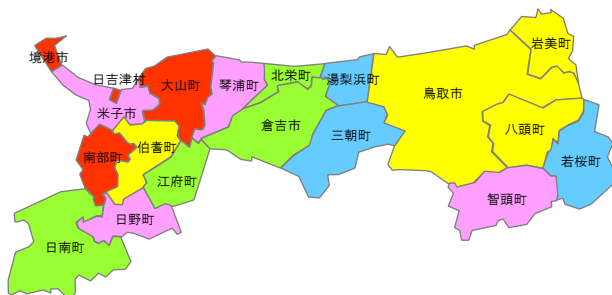 岩美町
境港市
北栄町
湯梨浜町
日吉津村
大山町
琴浦町
鳥取市
米子市
倉吉市
三朝町
八頭町
南部町
伯耆町
若桜町
江府町
智頭町
日野町
日南町